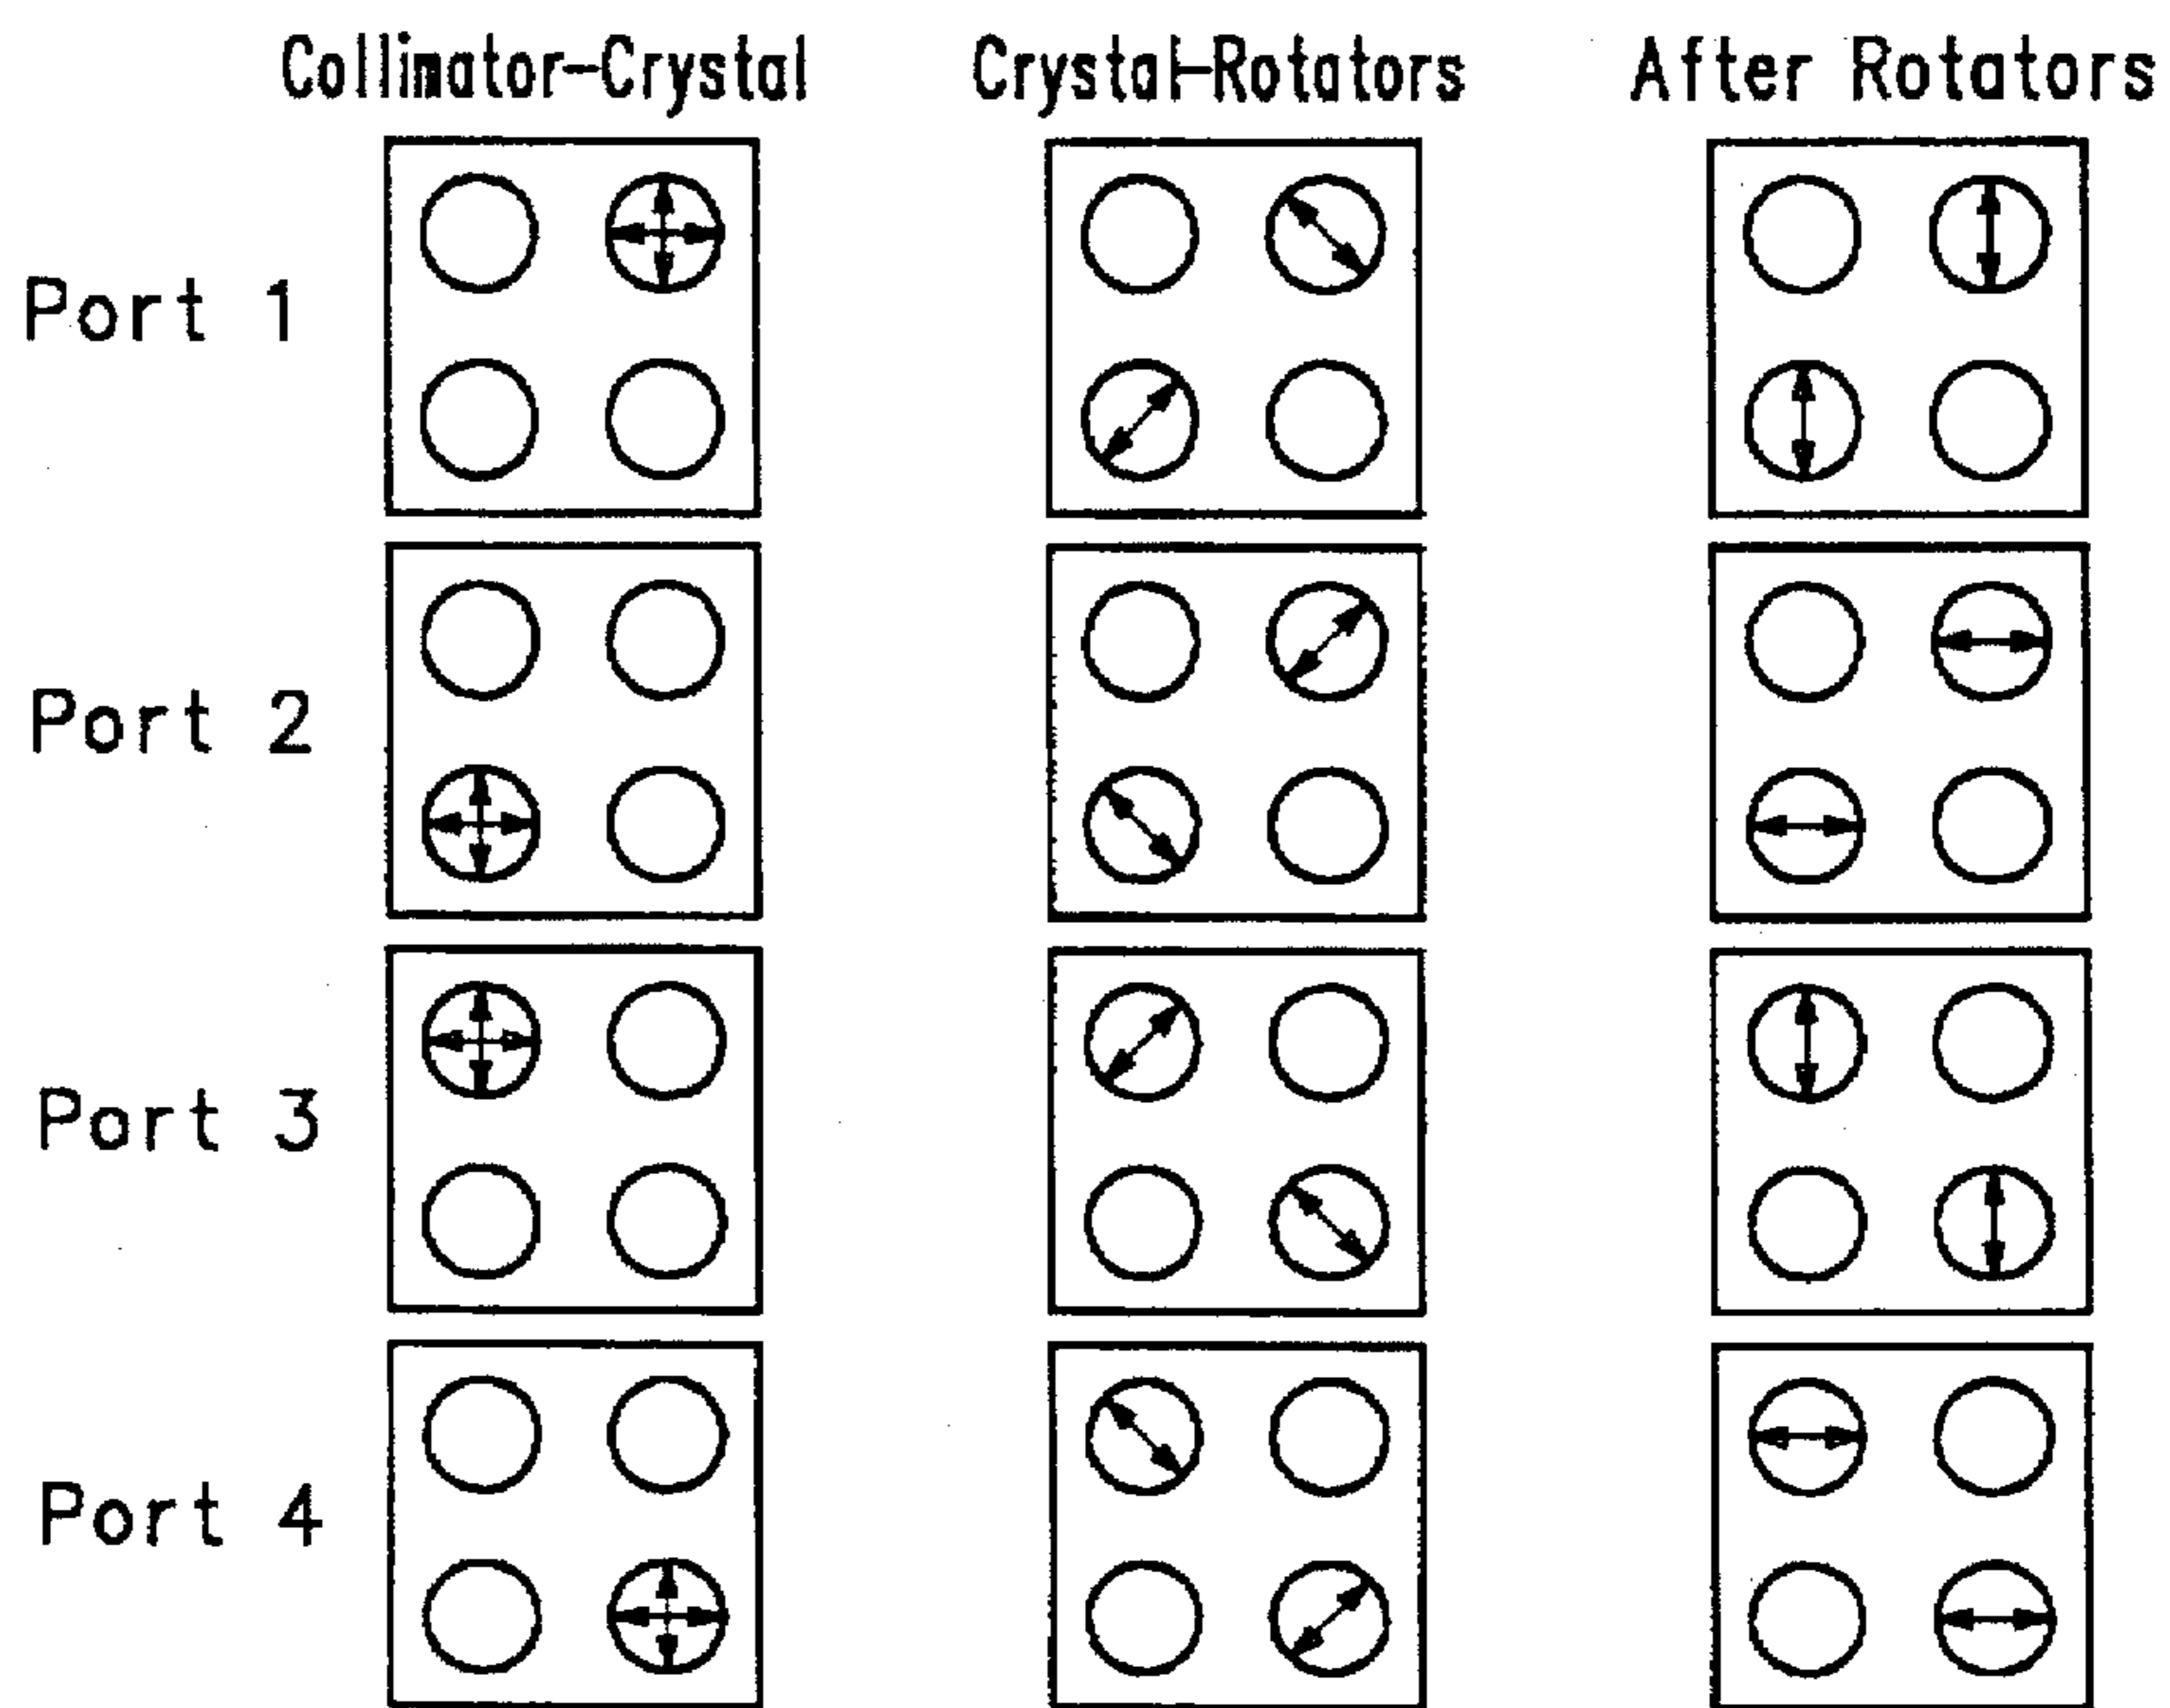 Collimator-Crystal Crystal-Rotators After Rotators
Port 1
Port 2
Port 3
Port 4